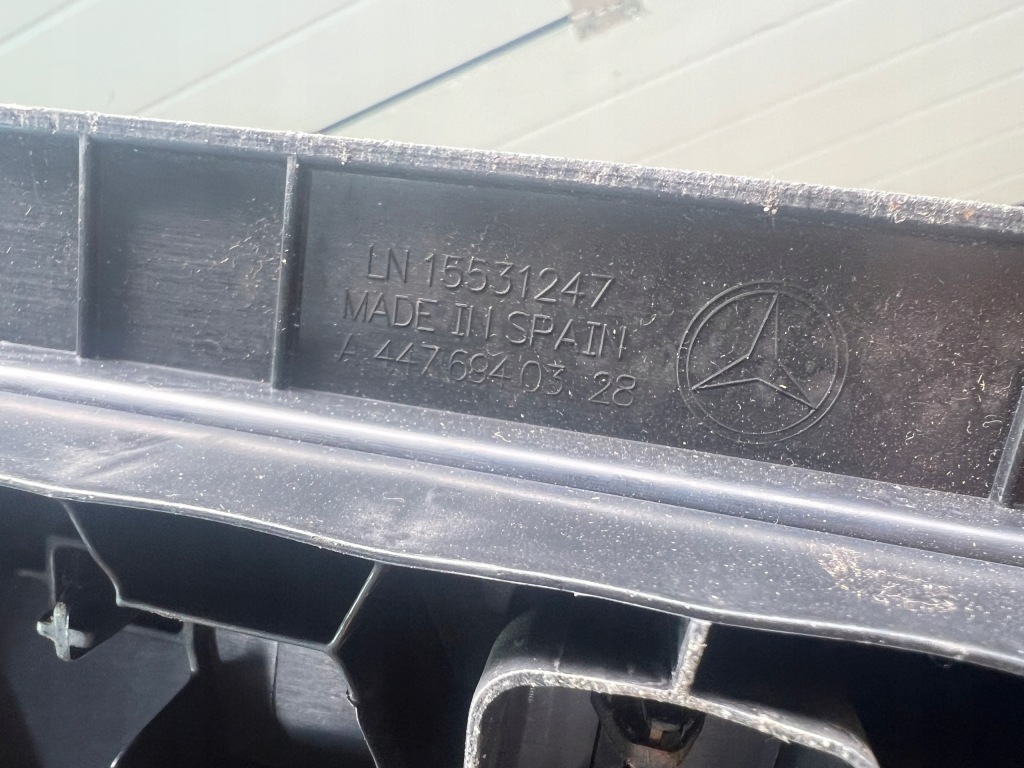 LN 15531247
MADE IN SPAIN
A 447 694 03 28